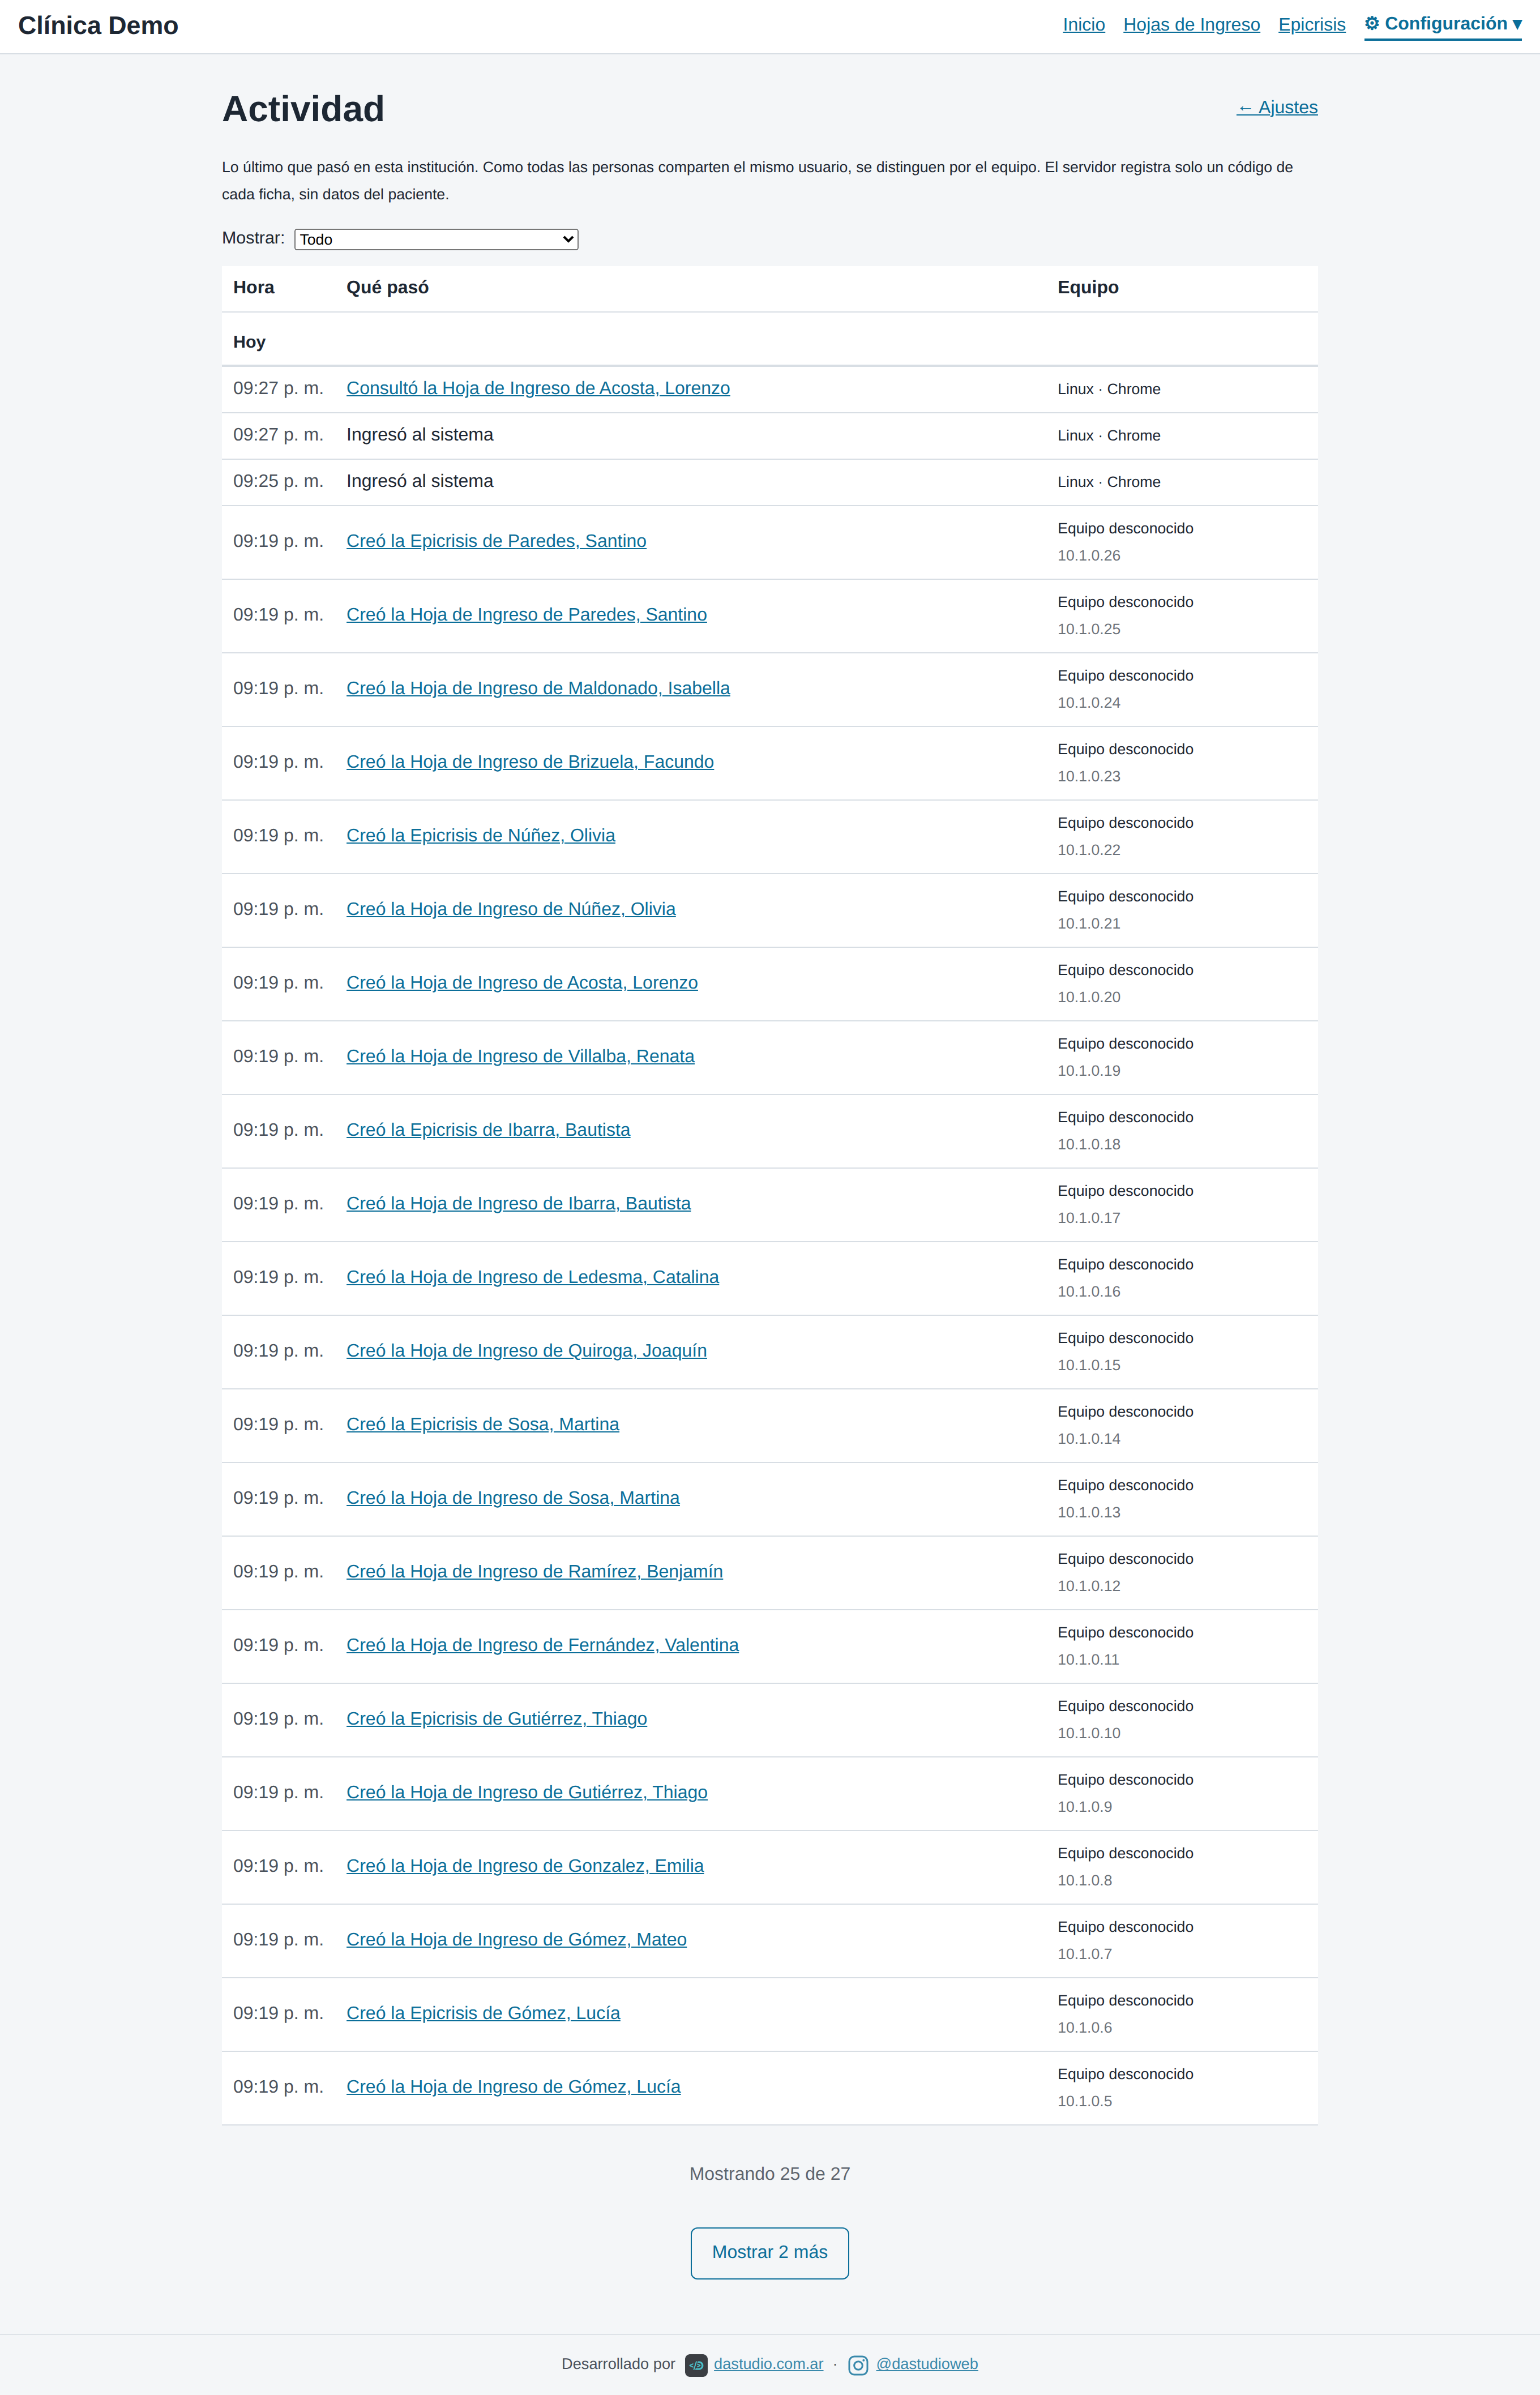 Clínica Demo
Inicio Hojas de Ingreso Epicrisis ⚙ Configuración ▾
Actividad
← Ajustes
Lo último que pasó en esta institución. Como todas las personas comparten el mismo usuario, se distinguen por el equipo. El servidor registra solo un código de
cada ficha, sin datos del paciente.
Mostrar: Todo
Hora Qué pasó Equipo
Hoy
09:27 p. m. Consultó la Hoja de Ingreso de Acosta, Lorenzo Linux · Chrome
09:27 p. m. Ingresó al sistema Linux · Chrome
09:25 p. m. Ingresó al sistema Linux · Chrome
09:19 p. m. Creó la Epicrisis de Paredes, Santino Equipo desconocido
10.1.0.26
09:19 p. m. Creó la Hoja de Ingreso de Paredes, Santino Equipo desconocido
10.1.0.25
09:19 p. m. Creó la Hoja de Ingreso de Maldonado, Isabella Equipo desconocido
10.1.0.24
09:19 p. m. Creó la Hoja de Ingreso de Brizuela, Facundo Equipo desconocido
10.1.0.23
09:19 p. m. Creó la Epicrisis de Núñez, Olivia Equipo desconocido
10.1.0.22
09:19 p. m. Creó la Hoja de Ingreso de Núñez, Olivia Equipo desconocido
10.1.0.21
09:19 p. m. Creó la Hoja de Ingreso de Acosta, Lorenzo Equipo desconocido
10.1.0.20
09:19 p. m. Creó la Hoja de Ingreso de Villalba, Renata Equipo desconocido
10.1.0.19
09:19 p. m. Creó la Epicrisis de Ibarra, Bautista Equipo desconocido
10.1.0.18
09:19 p. m. Creó la Hoja de Ingreso de Ibarra, Bautista Equipo desconocido
10.1.0.17
09:19 p. m. Creó la Hoja de Ingreso de Ledesma, Catalina Equipo desconocido
10.1.0.16
09:19 p. m. Creó la Hoja de Ingreso de Quiroga, Joaquín Equipo desconocido
10.1.0.15
09:19 p. m. Creó la Epicrisis de Sosa, Martina Equipo desconocido
10.1.0.14
09:19 p. m. Creó la Hoja de Ingreso de Sosa, Martina Equipo desconocido
10.1.0.13
09:19 p. m. Creó la Hoja de Ingreso de Ramírez, Benjamín Equipo desconocido
10.1.0.12
09:19 p. m. Creó la Hoja de Ingreso de Fernández, Valentina Equipo desconocido
10.1.0.11
09:19 p. m. Creó la Epicrisis de Gutiérrez, Thiago Equipo desconocido
10.1.0.10
09:19 p. m. Creó la Hoja de Ingreso de Gutiérrez, Thiago Equipo desconocido
10.1.0.9
09:19 p. m. Creó la Hoja de Ingreso de Gonzalez, Emilia Equipo desconocido
10.1.0.8
09:19 p. m. Creó la Hoja de Ingreso de Gómez, Mateo Equipo desconocido
10.1.0.7
09:19 p. m. Creó la Epicrisis de Gómez, Lucía Equipo desconocido
10.1.0.6
09:19 p. m. Creó la Hoja de Ingreso de Gómez, Lucía Equipo desconocido
10.1.0.5
Mostrando 25 de 27
Mostrar 2 más
Desarrollado por dastudio.com.ar · @dastudioweb